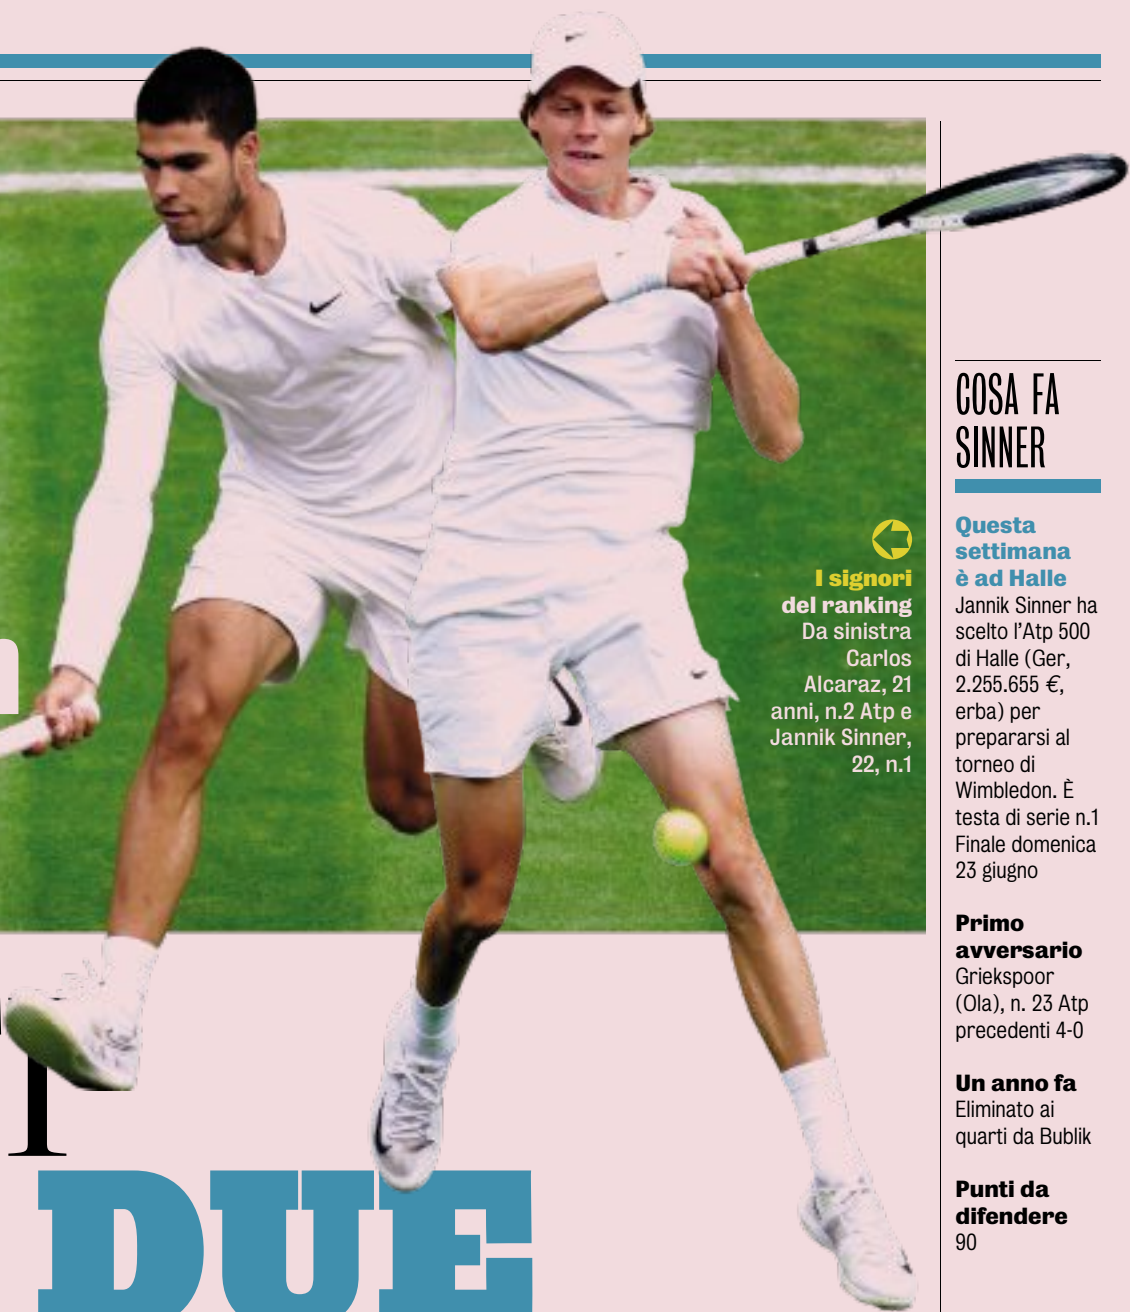 COSA FA
SINNER
Questa
settimana
è ad Halle
Jannik Sinner ha
scelto l'Atp 500
di Halle (Ger,
2.255.655 €,
erba) per
prepararsi al
torneo di
Wimbledon. È
testa di serie n.1
Finale domenica
23 giugno
Primo
avversario
Griekspoor
(Ola), n. 23 Atp
precedenti 4-0
Un anno fa
Eliminato ai
quarti da Bublik
Punti da
difendere
90
I signori
del ranking
Da sinistra
Carlos
Alcaraz, 21
anni, n.2 Atp e
Jannik Sinner,
22, n.1
DUE